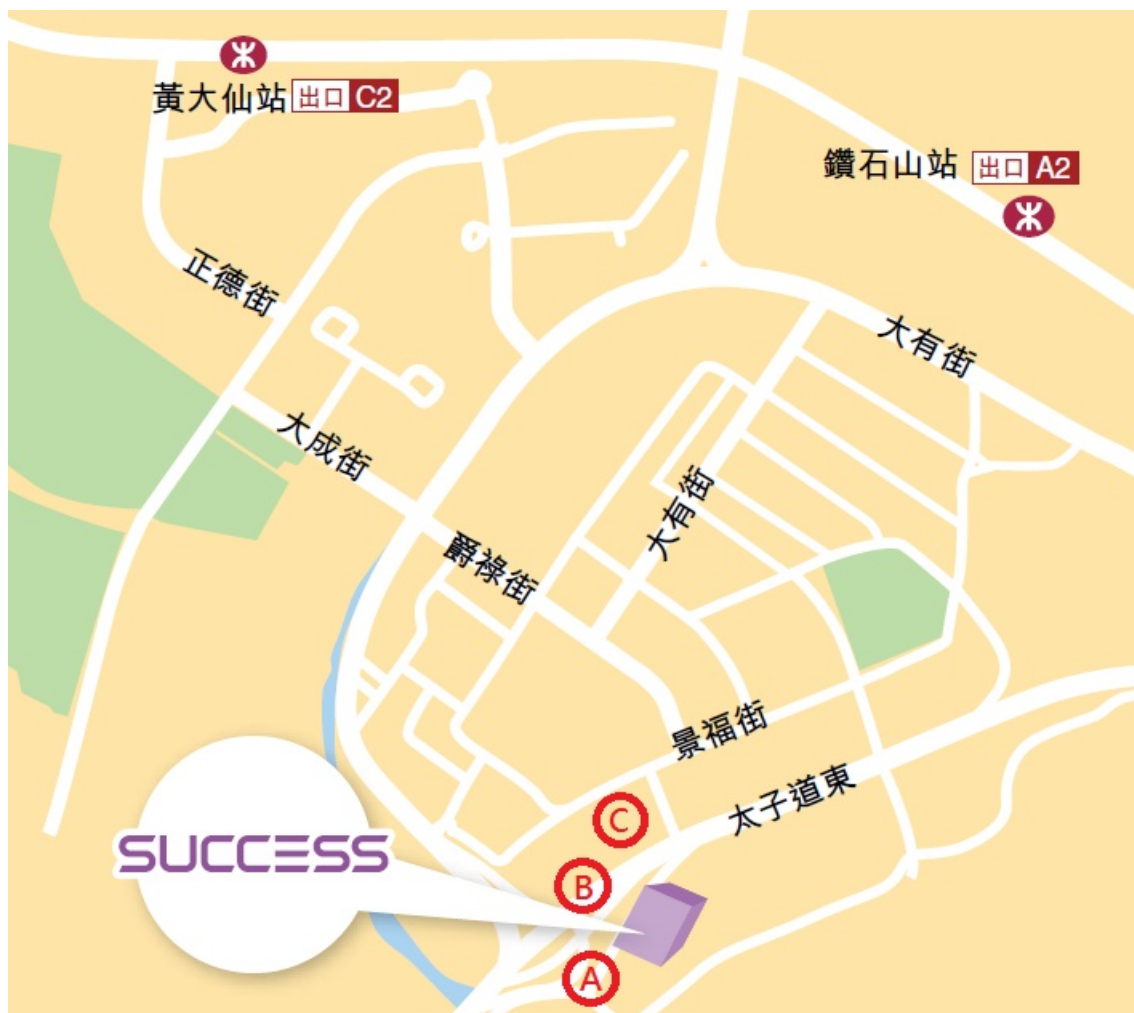 黃大仙站 出口 C2
鑽石山站 出口 A2
正德街
大有街
大成街
大有街
爵祿街
景福街
太子道東
C
SUCCESS
B
A